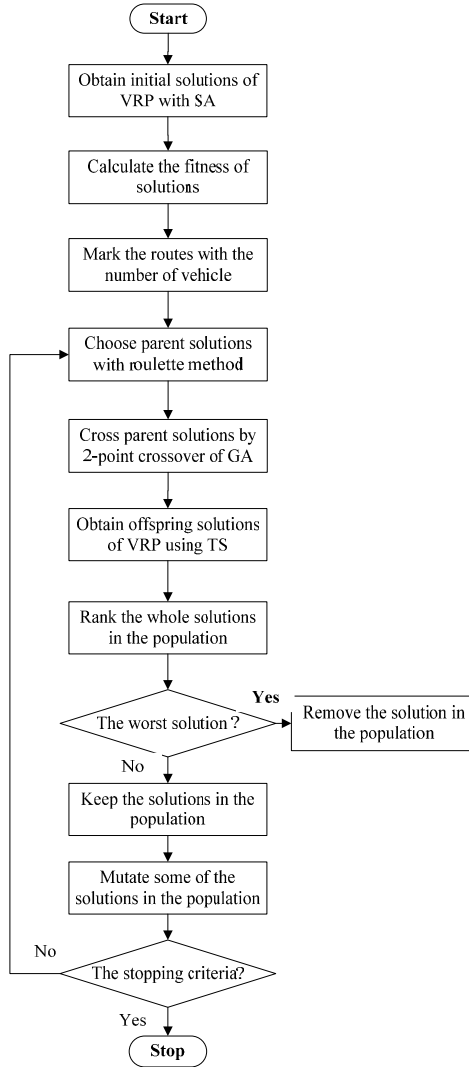 Start
Obtain initial solutions of
VRP with SA
Calculate the fitness of
solutions
Mark the routes with the
number of vehicle
Choose parent solutions
with roulette method
Cross parent solutions by
2-point crossover of GA
Obtain offspring solutions
of VRP using TS
Rank the whole solutions
in the population
The worst solution?
Yes
Remove the solution in
the population
No
Keep the solutions in the
population
Mutate some of the
solutions in the population
No
The stopping criteria?
Yes
Stop